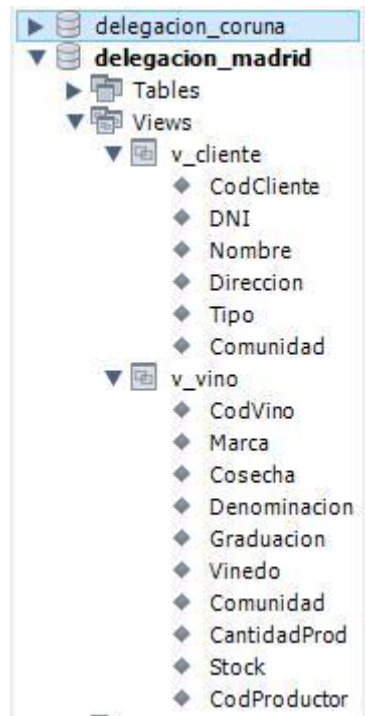 delegacion_coruna
delegacion_madrid
Tables
Views
v_cliente
CodCliente
DNI
Nombre
Direccion
Tipo
Comunidad
v_vino
CodVino
Marca
Cosecha
Denominacion
Graduacion
Vinedo
Comunidad
CantidadProd
Stock
CodProductor